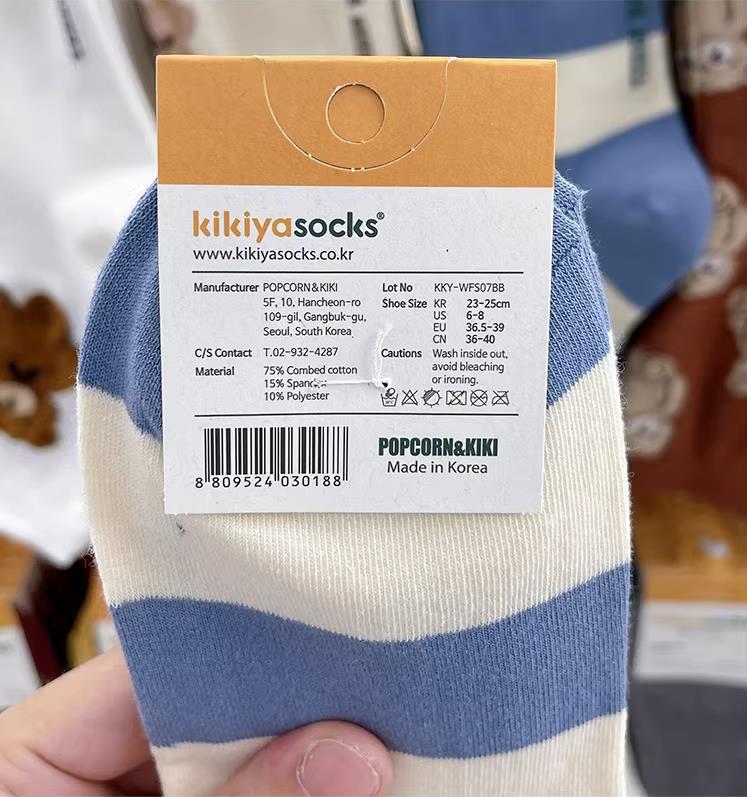 kikiyasocks®
www.kikiyasocks.co.kr
Manufacturer POPCORN&KIKI
5F, 10, Hancheon-ro
109-gil, Gangbuk-gu,
Seoul, South Korea
C/S Contact T.02-932-4287
Material 75% Combed cotton
15% Spandex
10% Polyester
Lot No KKY-WFS07BB
Shoe Size KR 23-25cm
US 6-8
EU 36.5-39
CN 36-40
Cautions Wash inside out,
avoid bleaching
or ironing.
8 809524 030188
POPCORN&KIKI
Made in Korea